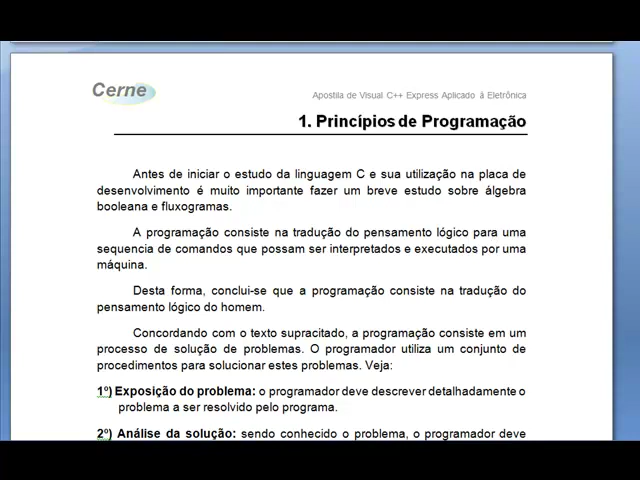 Cerne
Apostila de Visual C++ Express Aplicado à Eletrônica
1. Princípios de Programação
Antes de iniciar o estudo da linguagem C e sua utilização na placa de
desenvolvimento é muito importante fazer um breve estudo sobre álgebra
booleana e fluxogramas.
A programação consiste na tradução do pensamento lógico para uma
sequencia de comandos que possam ser interpretados e executados por uma
máquina.
Desta forma, conclui-se que a programação consiste na tradução do
pensamento lógico do homem.
Concordando com o texto supracitado, a programação consiste em um
processo de solução de problemas. O programador utiliza um conjunto de
procedimentos para solucionar estes problemas. Veja:
1º) Exposição do problema: o programador deve descrever detalhadamente o
problema a ser resolvido pelo programa.
2º) Análise da solução: sendo conhecido o problema, o programador deve